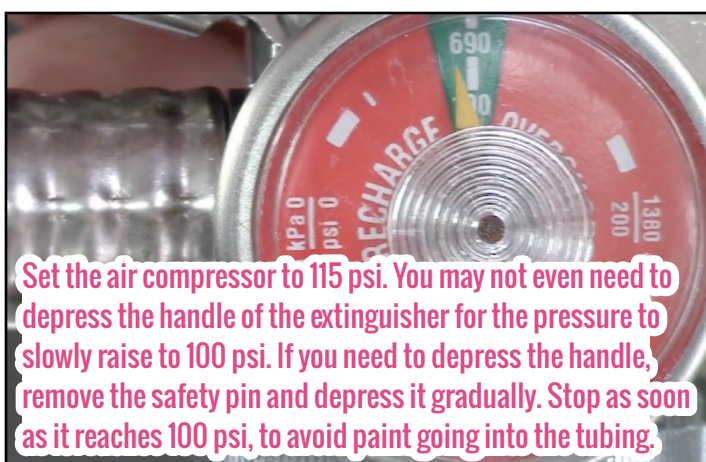 690
RECHARGE
kPa 0
psi 0
1380
200
Set the air compressor to 115 psi. You may not even need to
depress the handle of the extinguisher for the pressure to
slowly raise to 100 psi. If you need to depress the handle,
remove the safety pin and depress it gradually. Stop as soon
as it reaches 100 psi, to avoid paint going into the tubing.